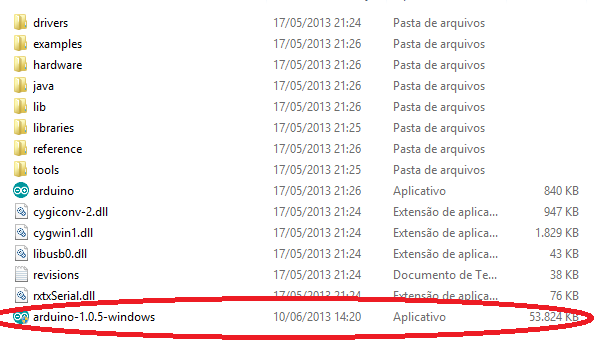 drivers 17/05/2013 21:24 Pasta de arquivos
examples 17/05/2013 21:26 Pasta de arquivos
hardware 17/05/2013 21:26 Pasta de arquivos
java 17/05/2013 21:26 Pasta de arquivos
lib 17/05/2013 21:26 Pasta de arquivos
libraries 17/05/2013 21:25 Pasta de arquivos
reference 17/05/2013 21:26 Pasta de arquivos
tools 17/05/2013 21:25 Pasta de arquivos
arduino 17/05/2013 21:26 Aplicativo 840 KB
cygiconv-2.dll 17/05/2013 21:24 Extensão de aplica... 947 KB
cygwin1.dll 17/05/2013 21:24 Extensão de aplica... 1.829 KB
libusb0.dll 17/05/2013 21:24 Extensão de aplica... 43 KB
revisions 17/05/2013 21:24 Documento de Te... 38 KB
rxtxSerial.dll 17/05/2013 21:24 Extensão de aplica... 76 KB
arduino-1.0.5-windows 10/06/2013 14:20 Aplicativo 53.824 KB